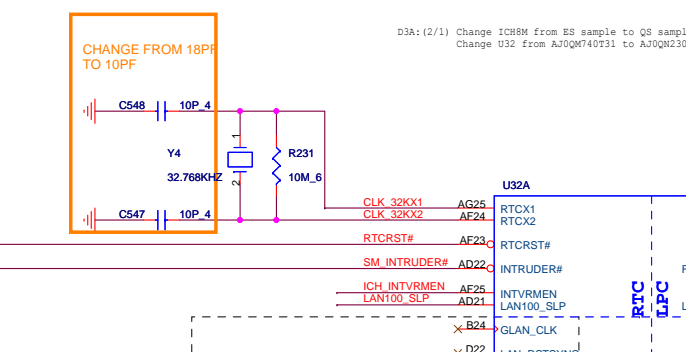 D3A:(2/1) Change ICH8M from ES sample to QS sampl
Change U32 from AJ0QM740T31 to AJ0QN230
CHANGE FROM 18PF
TO 10PF
C548 10P_4
1
Y4
R231
32.768KHZ
10M_6
2
U32A
C547 10P_4
CLK_32KX1 AG25 RTCX1
CLK_32KX2 AF24 RTCX2
RTCRST# AF23 RTCRST#
SM_INTRUDER# AD22 INTRUDER#
ICH_INTVRMEN AF25 INTVRMEN
LAN100_SLP AD21 LAN100_SLP
RTC
LPC
B24 GLAN_CLK
D22